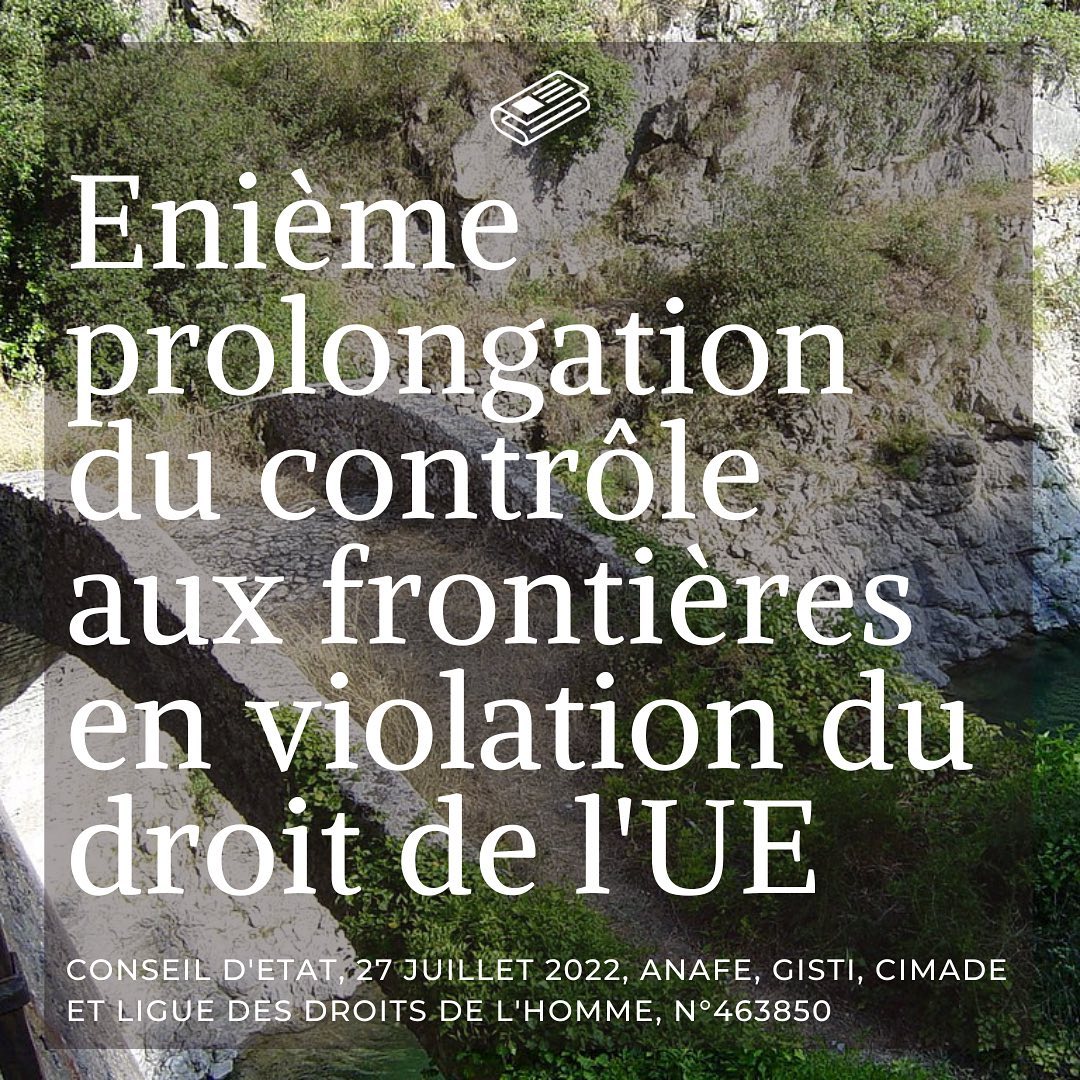 Enième
prolongation
du contrôle
aux frontières
en violation du
droit de l'UE
CONSEIL D'ETAT, 27 JUILLET 2022, ANAFE, GISTI, CIMADE
ET LIGUE DES DROITS DE L'HOMME, N°463850